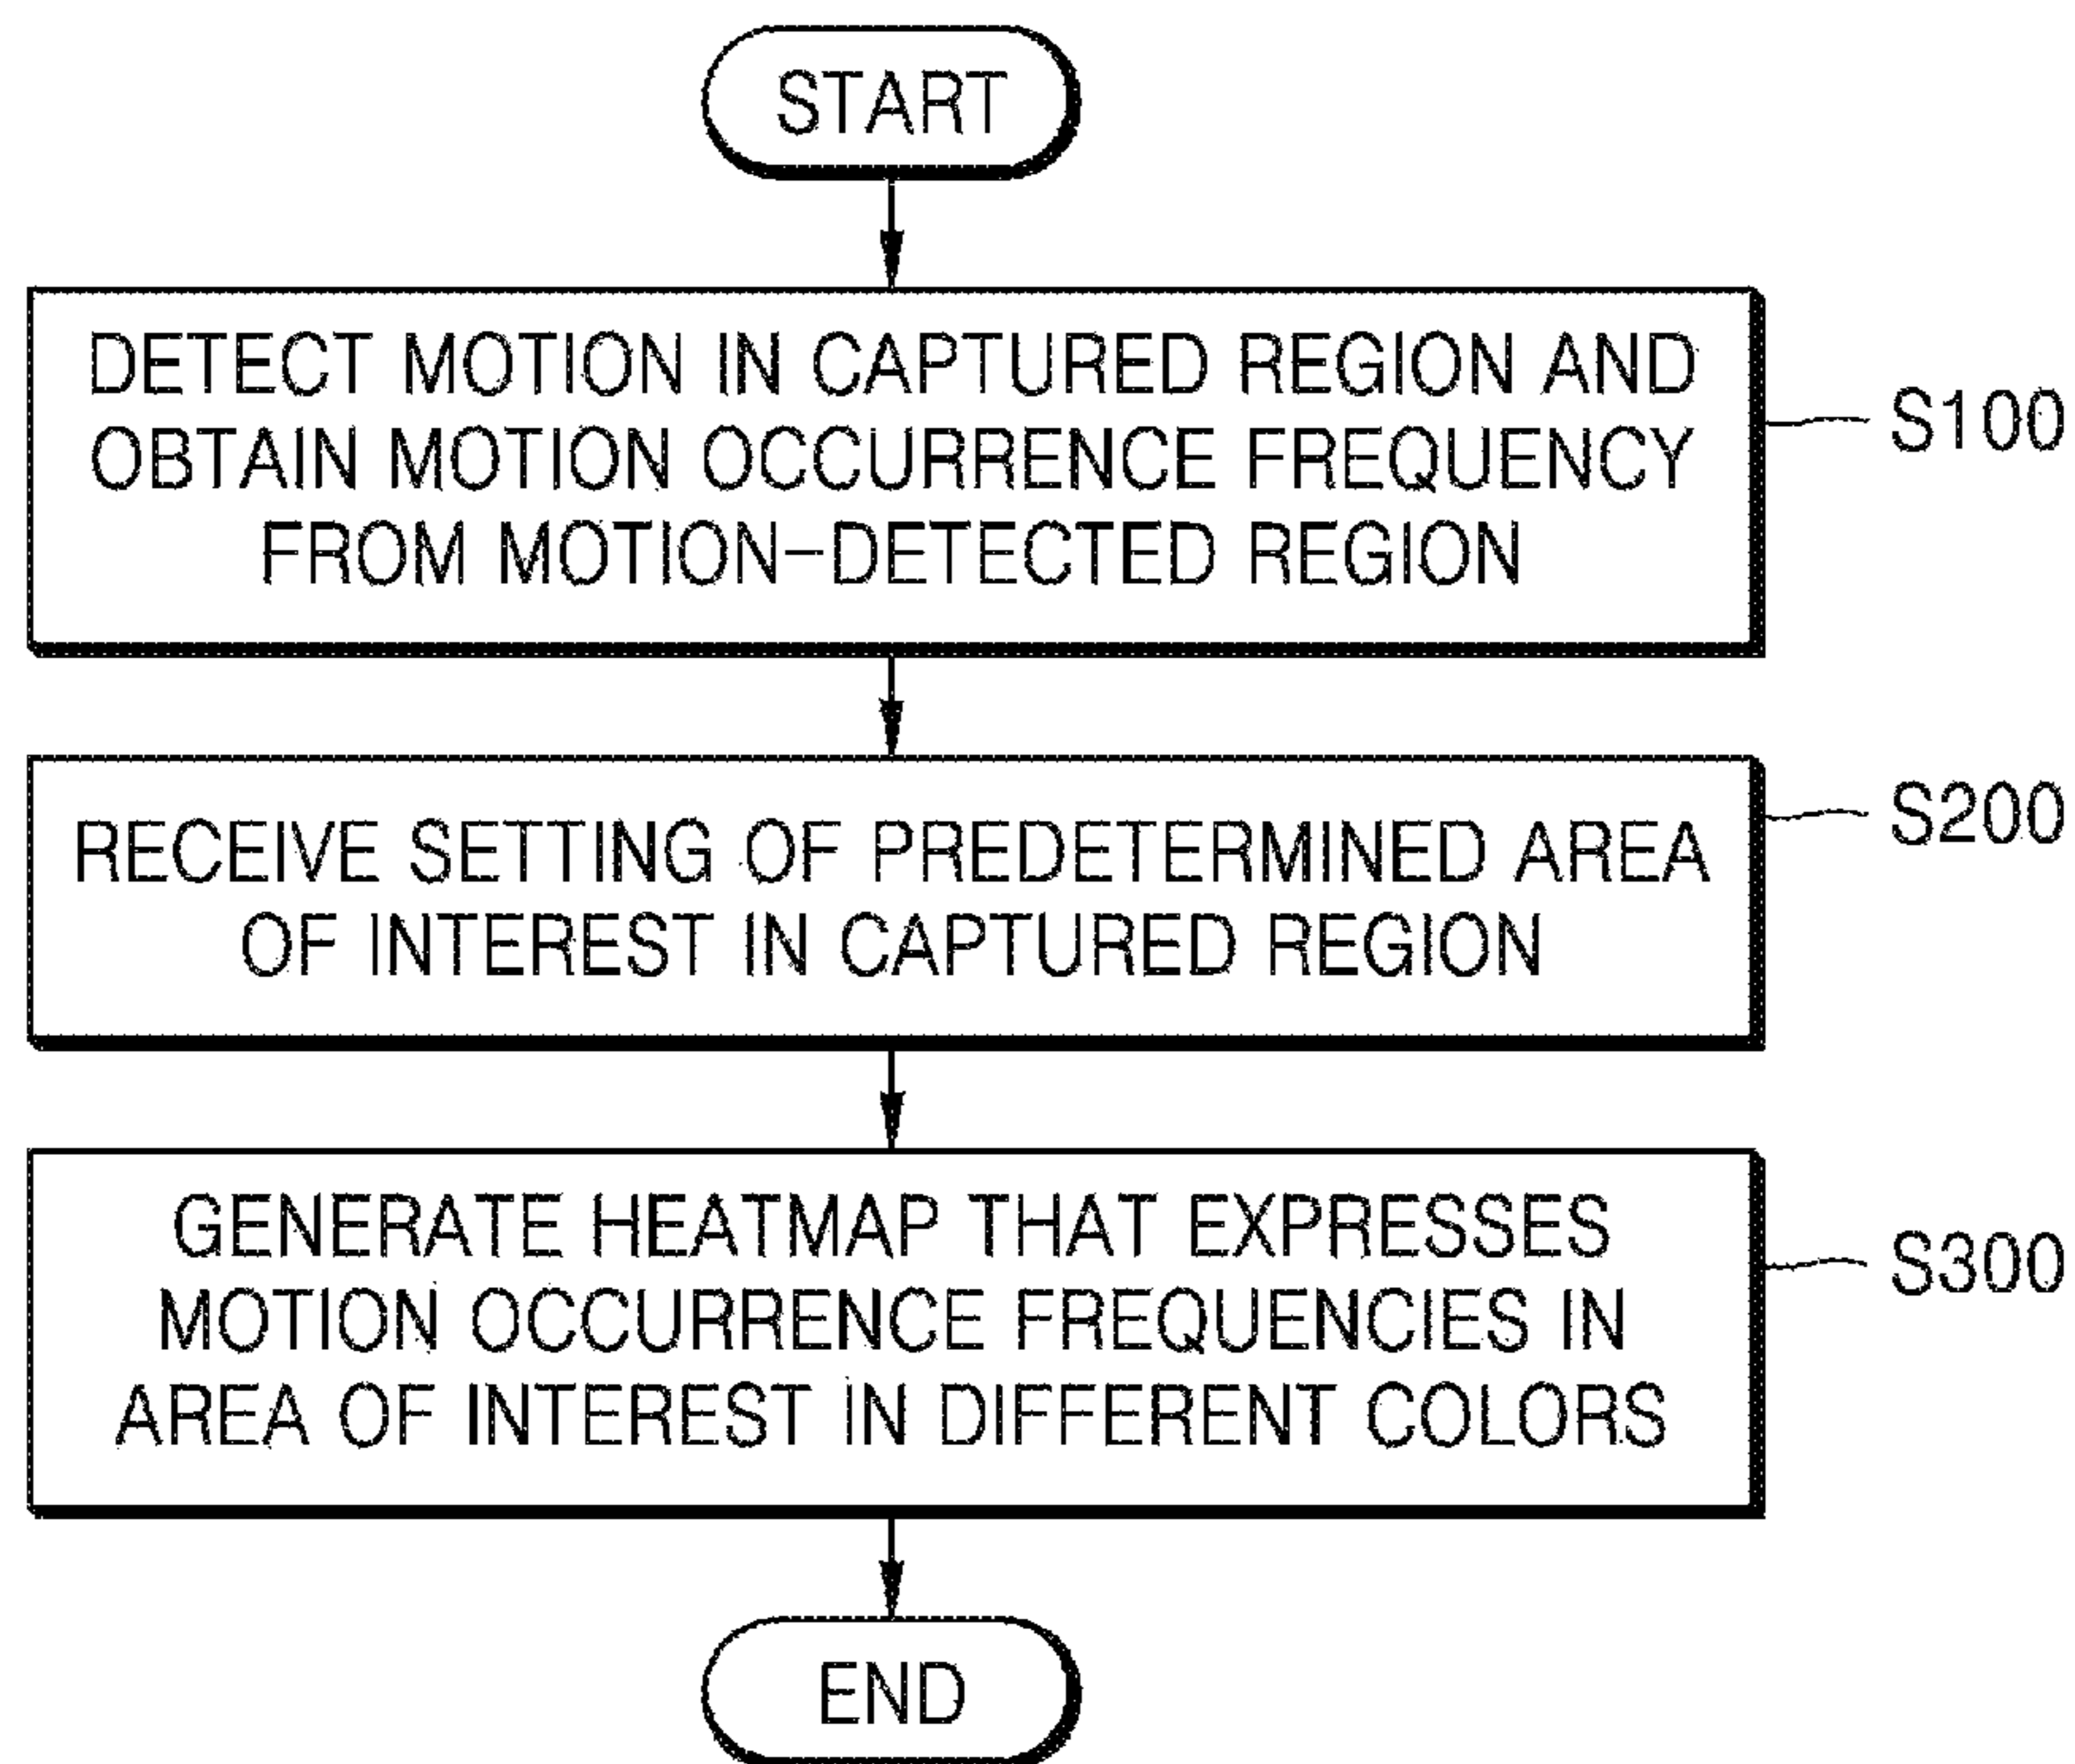 START
DETECT MOTION IN CAPTURED REGION AND
OBTAIN MOTION OCCURRENCE FREQUENCY
FROM MOTION-DETECTED REGION
S100
RECEIVE SETTING OF PREDETERMINED AREA
OF INTEREST IN CAPTURED REGION
S200
GENERATE HEATMAP THAT EXPRESSES
MOTION OCCURRENCE FREQUENCIES IN
AREA OF INTEREST IN DIFFERENT COLORS
S300
END